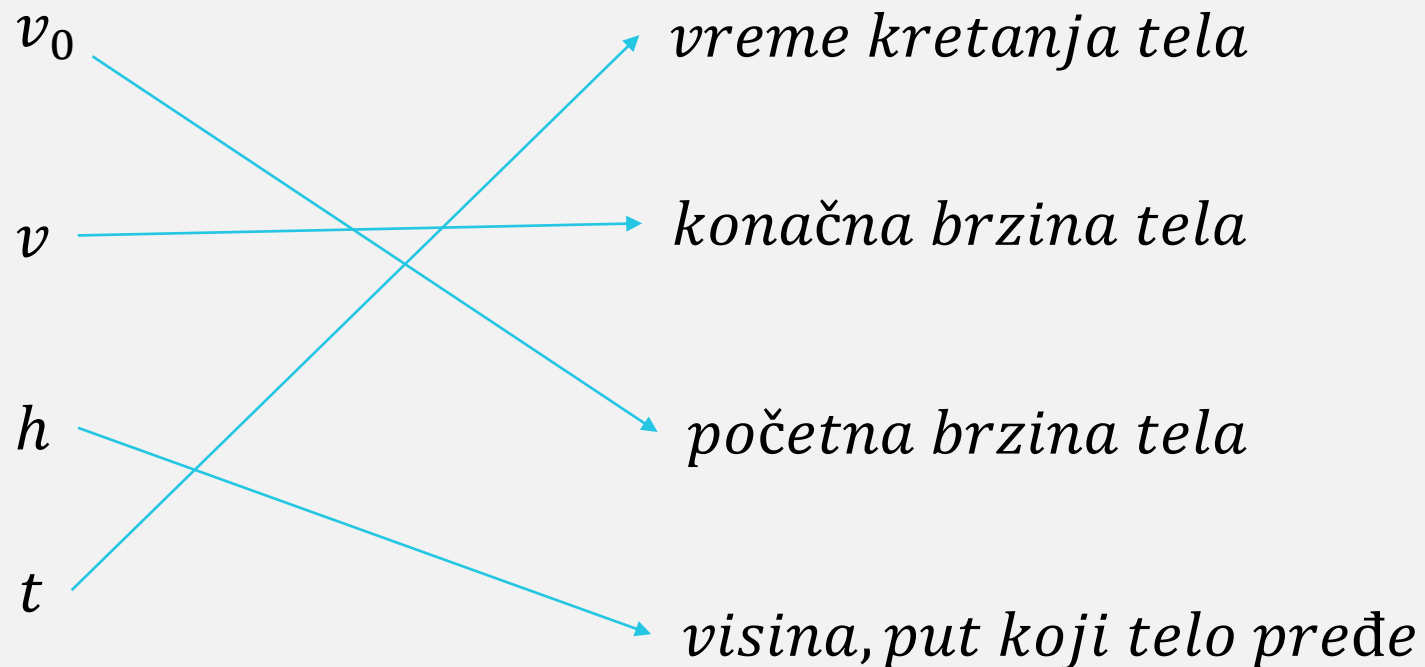 v₀ vreme kretanja tela
v konačna brzina tela
h početna brzina tela
t visina, put koji telo pređe